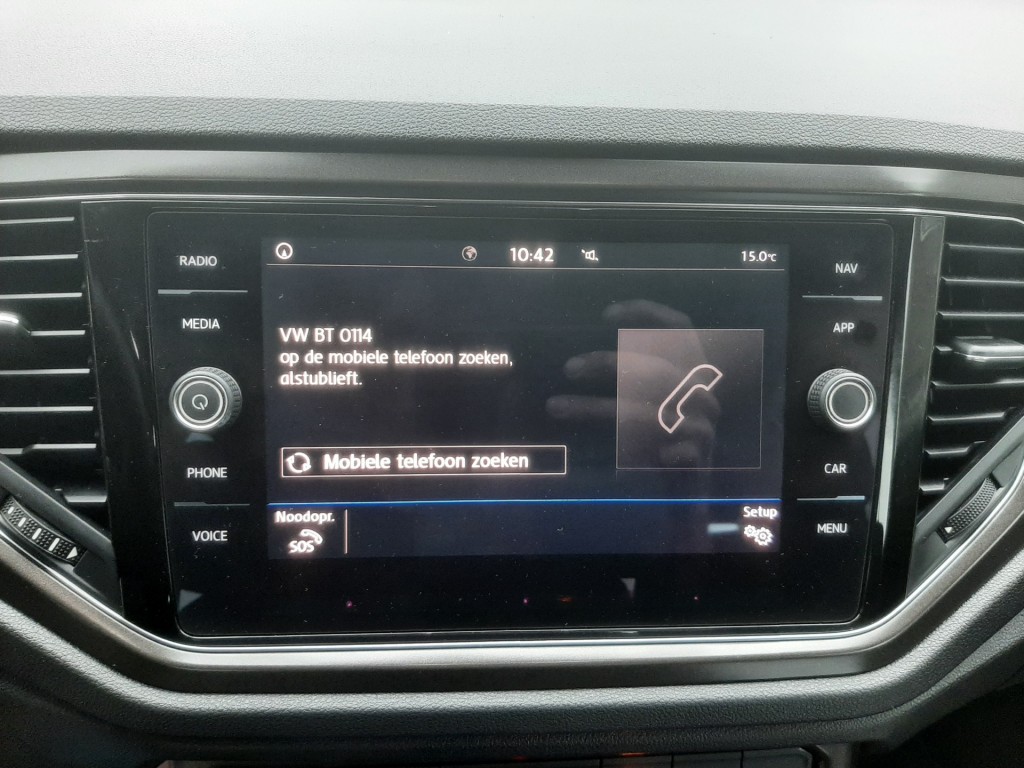 10:42
15.0°C
RADIO
MEDIA
PHONE
VOICE
VW BT 0114
op de mobiele telefoon zoeken,
alstublieft.
Mobiele telefoon zoeken
Noodopr.
SOS
Setup
NAV
APP
CAR
MENU